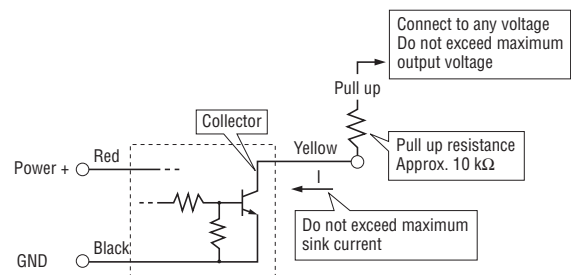 Connect to any voltage
Do not exceed maximum
output voltage
Pull up
Collector
Yellow
Pull up resistance
Approx. 10 kΩ
Power +
Red
I
Do not exceed maximum
sink current
GND
Black